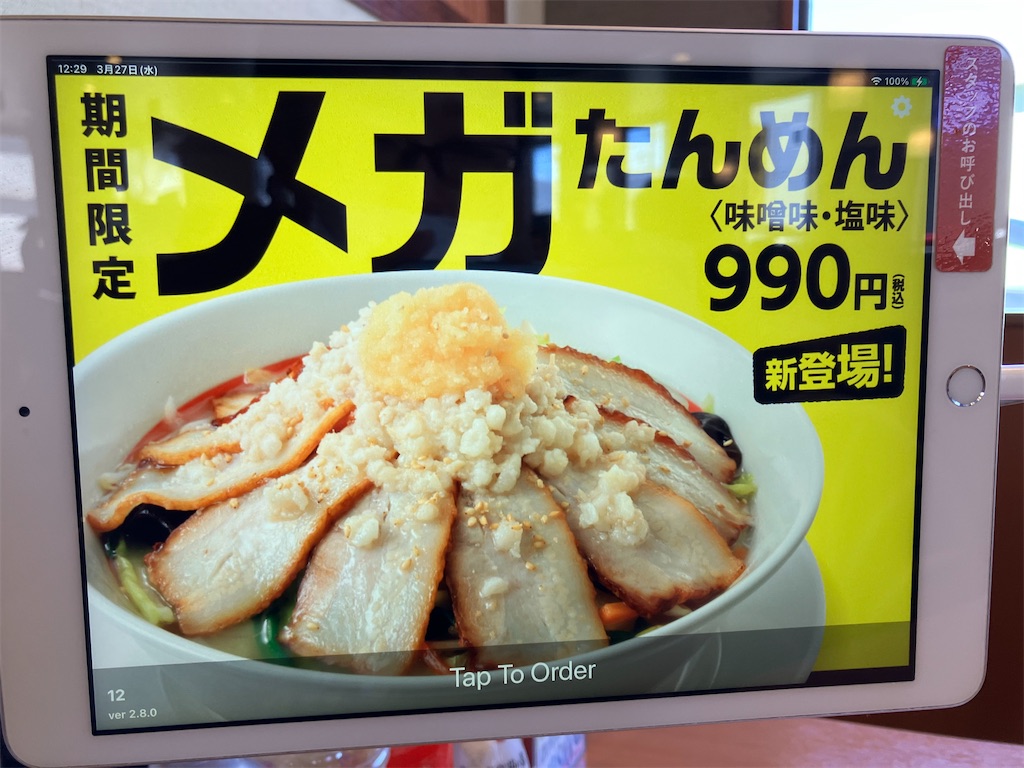 12:29 3月27日(水)
100%
期間限定
メガ
たんめん
〈味噌味・塩味〉
990円(税込)
新登場!
Tap To Order
12
ver 2.8.0
スタッフのお呼び出し